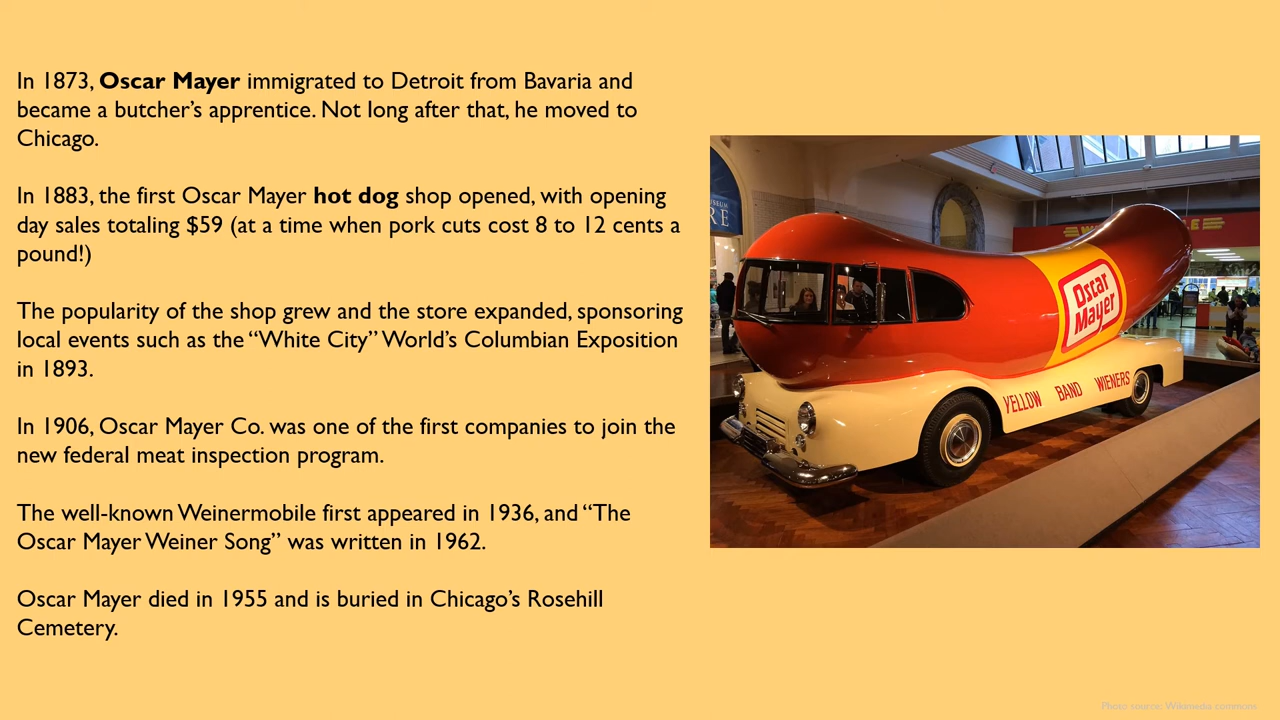 In 1873, Oscar Mayer immigrated to Detroit from Bavaria and
became a butcher’s apprentice. Not long after that, he moved to
Chicago.
In 1883, the first Oscar Mayer hot dog shop opened, with opening
day sales totaling $59 (at a time when pork cuts cost 8 to 12 cents a
pound!)
The popularity of the shop grew and the store expanded, sponsoring
local events such as the “White City” World’s Columbian Exposition
in 1893.
In 1906, Oscar Mayer Co. was one of the first companies to join the
new federal meat inspection program.
The well-known Weinermobile first appeared in 1936, and “The
Oscar Mayer Weiner Song” was written in 1962.
Oscar Mayer died in 1955 and is buried in Chicago’s Rosehill
Cemetery.
Oscar
Mayer
YELLOW BAND WIENERS
Photo source: Wikimedia commons